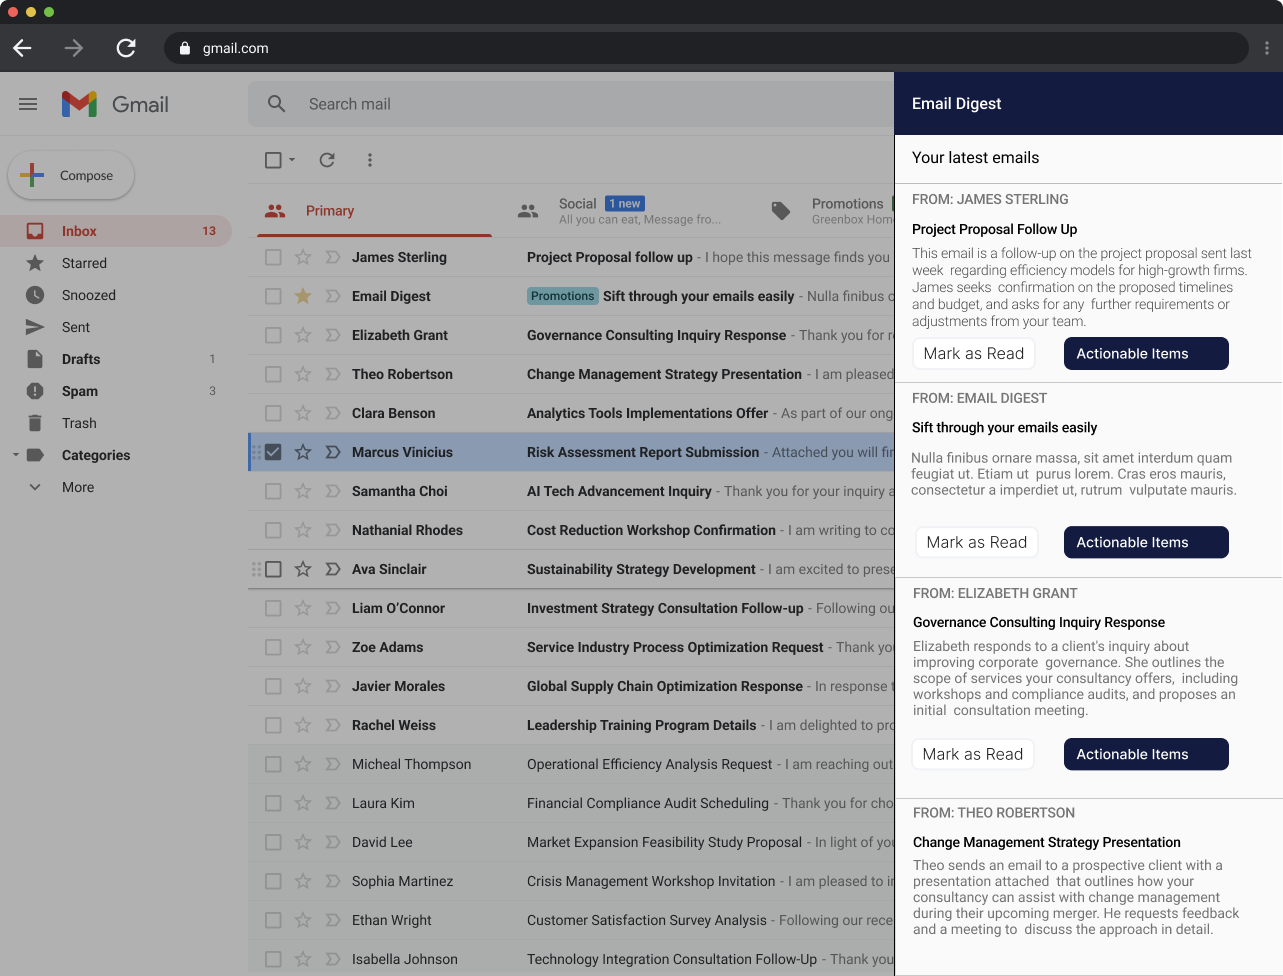 gmail.com
Gmail
Search mail
Compose
Inbox 13
Starred
Snoozed
Sent
Drafts 1
Spam 3
Trash
Categories
More
Primary
Social 1 new
All you can eat, Message fro...
Promotions
Greenbox Hom
James Sterling Project Proposal follow up - I hope this message finds you
Email Digest Promotions Sift through your emails easily - Nulla finibus o
Elizabeth Grant Governance Consulting Inquiry Response - Thank you for r
Theo Robertson Change Management Strategy Presentation - I am pleased
Clara Benson Analytics Tools Implementations Offer - As part of our ong
Marcus Vinicius Risk Assessment Report Submission - Attached you will fin
Samantha Choi AI Tech Advancement Inquiry - Thank you for your inquiry a
Nathanial Rhodes Cost Reduction Workshop Confirmation - I am writing to co
Ava Sinclair Sustainability Strategy Development - I am excited to prese
Liam O’Connor Investment Strategy Consultation Follow-up - Following ou
Zoe Adams Service Industry Process Optimization Request - Thank yo
Javier Morales Global Supply Chain Optimization Response - In response t
Rachel Weiss Leadership Training Program Details - I am delighted to pro
Micheal Thompson Operational Efficiency Analysis Request - I am reaching out
Laura Kim Financial Compliance Audit Scheduling - Thank you for cho
David Lee Market Expansion Feasibility Study Proposal - In light of you
Sophia Martinez Crisis Management Workshop Invitation - I am pleased to in
Ethan Wright Customer Satisfaction Survey Analysis - Following our rece
Isabella Johnson Technology Integration Consultation Follow-Up - Thank you
Email Digest
Your latest emails
FROM: JAMES STERLING
Project Proposal Follow Up
This email is a follow-up on the project proposal sent last
week regarding efficiency models for high-growth firms.
James seeks confirmation on the proposed timelines
and budget, and asks for any further requirements or
adjustments from your team.
Mark as Read Actionable Items
FROM: EMAIL DIGEST
Sift through your emails easily
Nulla finibus ornare massa, sit amet interdum quam
feugiat ut. Etiam ut purus lorem. Cras eros mauris,
consectetur a imperdiet ut, rutrum vulputate mauris.
Mark as Read Actionable Items
FROM: ELIZABETH GRANT
Governance Consulting Inquiry Response
Elizabeth responds to a client's inquiry about
improving corporate governance. She outlines the
scope of services your consultancy offers, including
workshops and compliance audits, and proposes an
initial consultation meeting.
Mark as Read Actionable Items
FROM: THEO ROBERTSON
Change Management Strategy Presentation
Theo sends an email to a prospective client with a
presentation attached that outlines how your
consultancy can assist with change management
during their upcoming merger. He requests feedback
and a meeting to discuss the approach in detail.